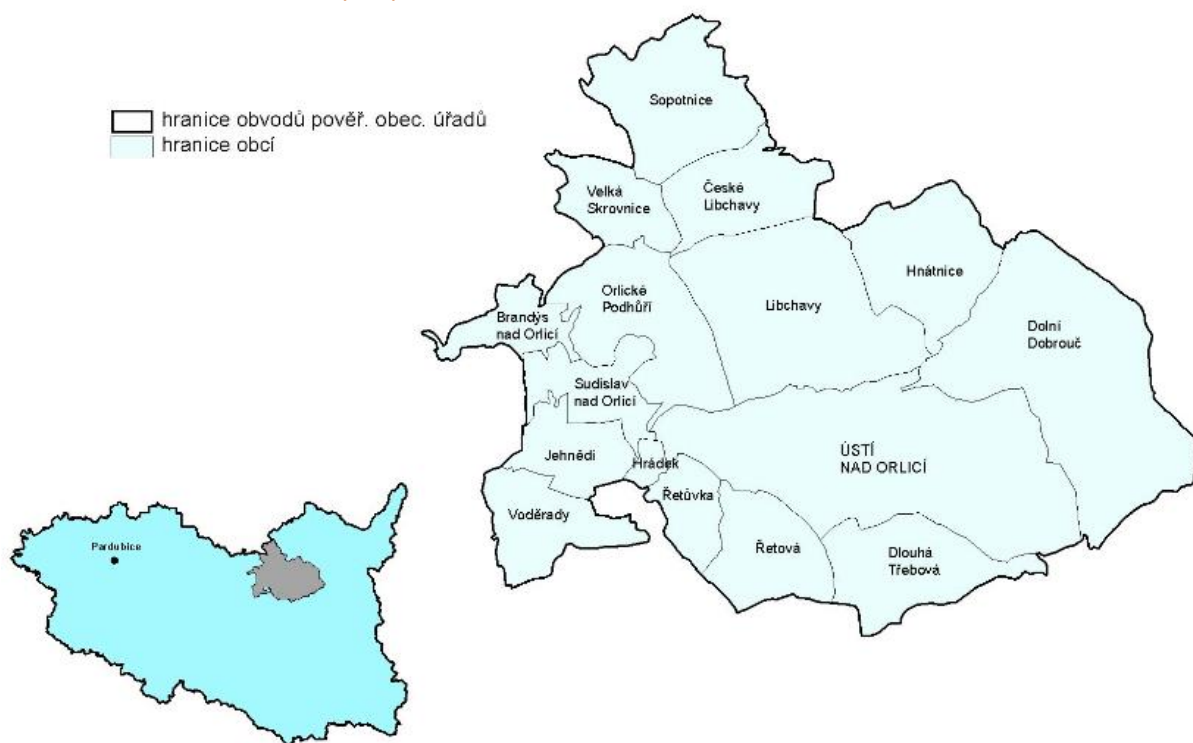 hranice obvodů pověř. obec. úřadů
hranice obcí
Sopotnice
Velká
Skrovnice
České
Libchavy
Hnátnice
Orlické
Podhůří
Libchavy
Brandýs
nad Orlicí
Dolní
Dobrouč
Sudislav
nad Orlicí
Jehnědí
Hrádek
ÚSTÍ
NAD ORLICÍ
Řetůvka
Voděrady
Řetová
Dlouhá
Třebová
Pardubice